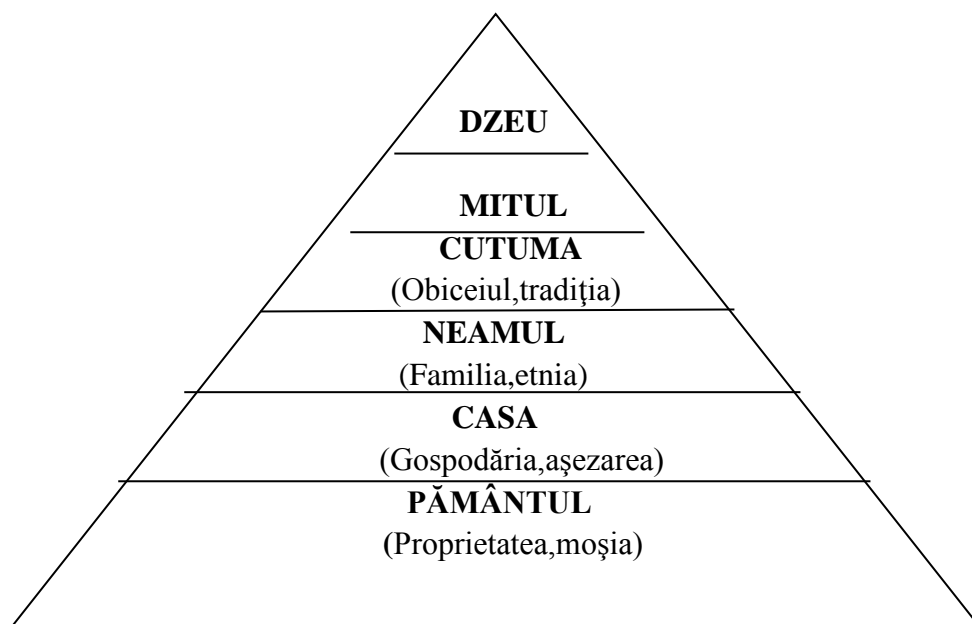 DZEU
MITUL
CUTUMA
(Obiceiul,tradiţia)
NEAMUL
(Familia,etnia)
CASA
(Gospodăria,aşezarea)
PĂMÂNTUL
(Proprietatea,moşia)